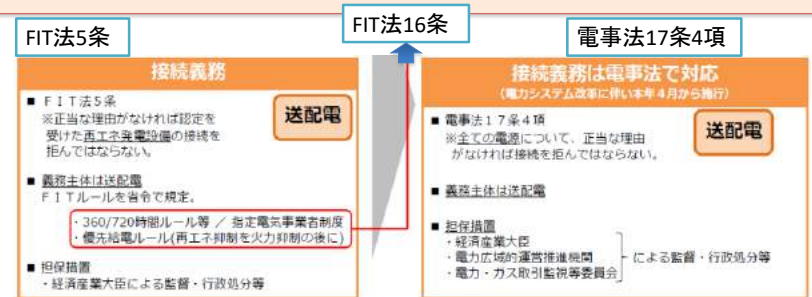 FIT法5条
FIT法16条
電事法17条4項
接続義務
■ FIT法5条
※正当な理由がなければ認定を
受けた再エネ発電設備の接続を
拒んではならない。
送配電
■ 義務主体は送配電
FITルールを省令で規定。
・360/720時間ルール等 / 指定電気事業者制度
・優先給電ルール(再エネ抑制を火力抑制の後に)
■ 担保措置
・経済産業大臣による監督・行政処分等
接続義務は電事法で対応
(電力システム改革に伴い本年4月から施行)
■ 電事法17条4項
※全ての電源について、正当な理由
がなければ接続を拒んではならない。
送配電
■ 義務主体は送配電
■ 担保措置
・経済産業大臣
・電力広域的運営推進機関
・電力・ガス取引監視等委員会
による監督・行政処分等